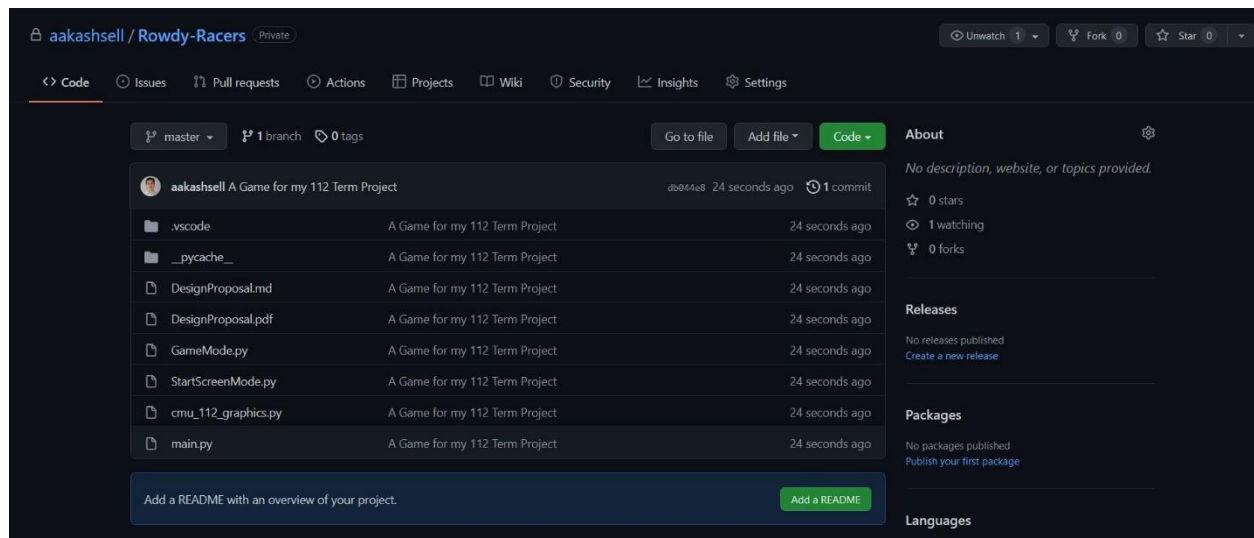 aakashsell / Rowdy-Racers Private
Unwatch 1 Fork 0 Star 0
<> Code Issues Pull requests Actions Projects Wiki Security Insights Settings
master 1 branch 0 tags Go to file Add file Code
aakashsell A Game for my 112 Term Project db044e8 24 seconds ago 1 commit
.vscode A Game for my 112 Term Project 24 seconds ago
__pycache__ A Game for my 112 Term Project 24 seconds ago
DesignProposal.md A Game for my 112 Term Project 24 seconds ago
DesignProposal.pdf A Game for my 112 Term Project 24 seconds ago
GameMode.py A Game for my 112 Term Project 24 seconds ago
StartScreenMode.py A Game for my 112 Term Project 24 seconds ago
cmu_112_graphics.py A Game for my 112 Term Project 24 seconds ago
main.py A Game for my 112 Term Project 24 seconds ago
Add a README with an overview of your project. Add a README
About
No description, website, or topics provided.
0 stars
1 watching
0 forks
Releases
No releases published
Create a new release
Packages
No packages published
Publish your first package
Languages